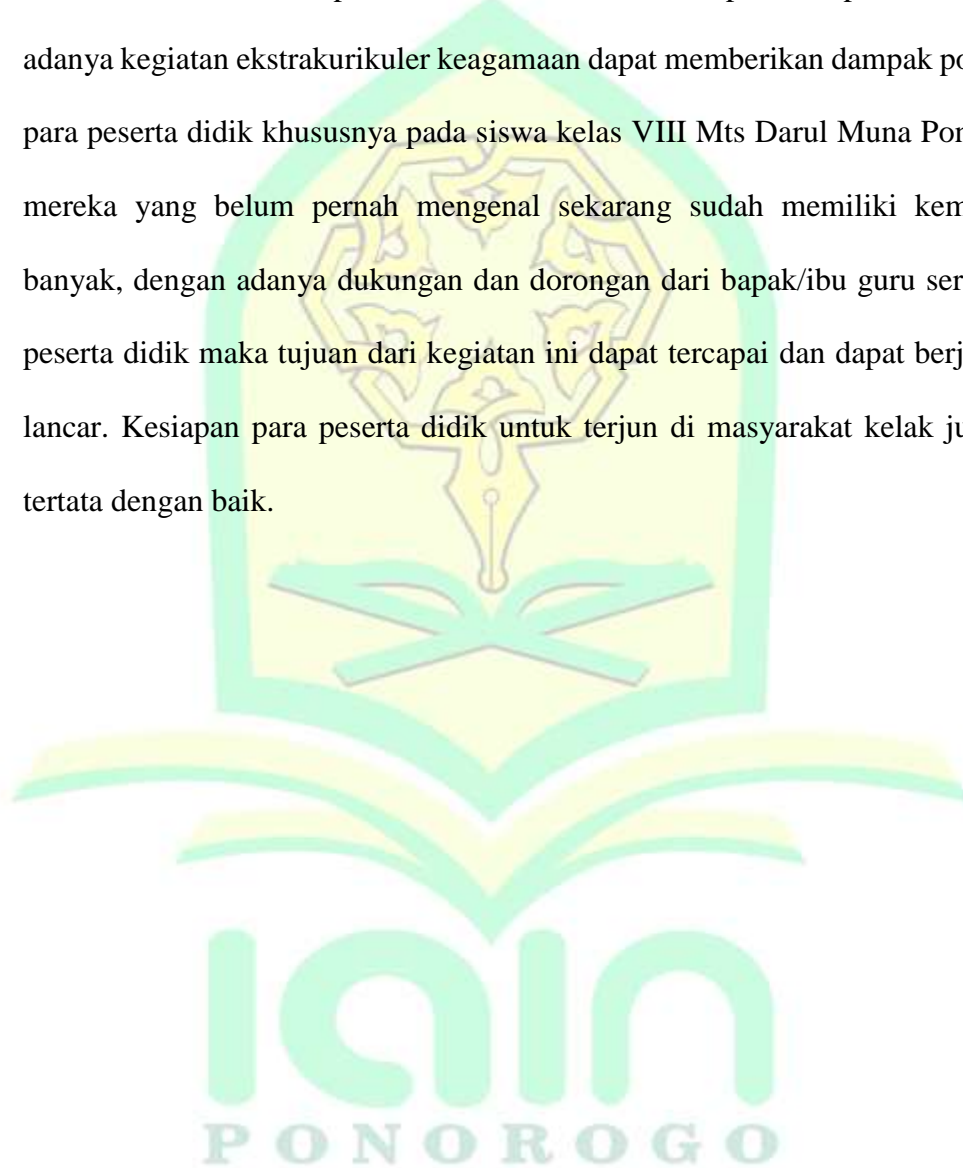 adanya kegiatan ekstrakurikuler keagamaan dapat memberikan dampak po
para peserta didik khususnya pada siswa kelas VIII Mts Darul Muna Pon
mereka yang belum pernah mengenal sekarang sudah memiliki kem
banyak, dengan adanya dukungan dan dorongan dari bapak/ibu guru ser
peserta didik maka tujuan dari kegiatan ini dapat tercapai dan dapat berj
lancar. Kesiapan para peserta didik untuk terjun di masyarakat kelak ju
tertata dengan baik.
iain
PONOROGO